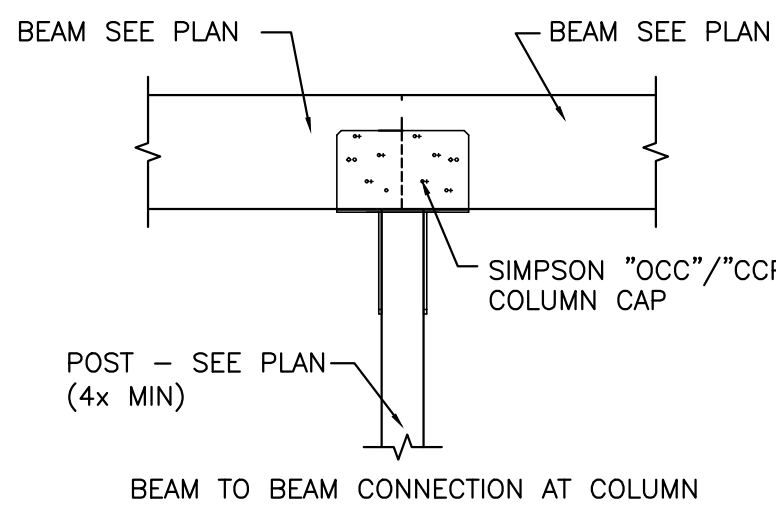 BEAM SEE PLAN
BEAM SEE PLAN
SIMPSON "OCC"/"CCF
COLUMN CAP
POST - SEE PLAN
(4x MIN)
BEAM TO BEAM CONNECTION AT COLUMN